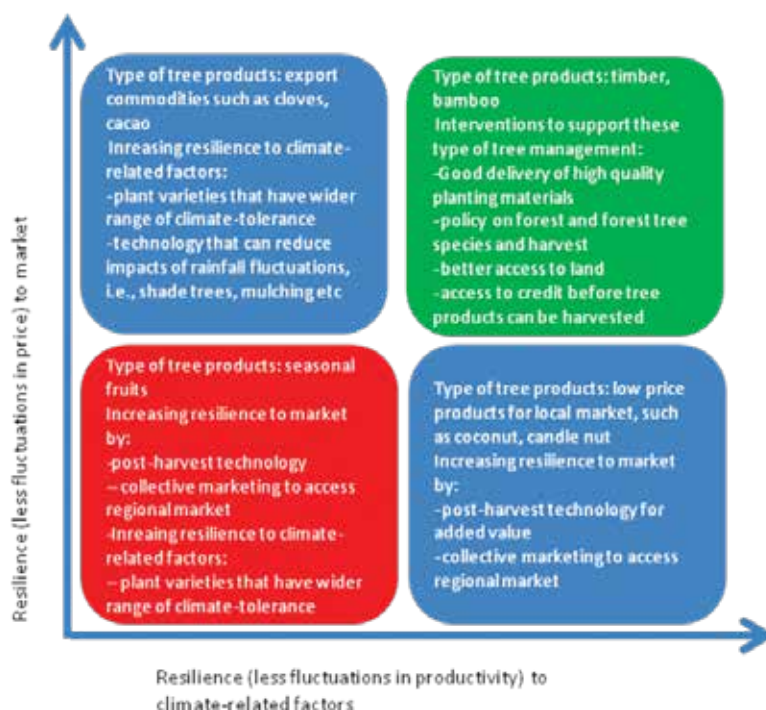 Resilience (less fluctuations in price) to market
Type of tree products: export
commodities such as cloves,
cacao
Inreasing resilience to climate-
related factors:
-plant varieties that have wider
range of climate-tolerance
-technology that can reduce
impacts of rainfall fluctuations,
i.e., shade trees, mulching etc
Type of tree products: timber,
bamboo
Interventions to support these
type of tree management:
-Good delivery of high quality
planting materials
-policy on forest and forest tree
species and harvest
-better access to land
-access to credit before tree
products can be harvested
Type of tree products: seasonal
fruits
Increasing resilience to market
by:
-post-harvest technology
– collective marketing to access
regional market
-Inreaing resilience to climate-
related factors:
– plant varieties that have wider
range of climate-tolerance
Type of tree products: low price
products for local market, such
as coconut, candle nut
Increasing resilience to market
by:
-post-harvest technology for
added value
-collective marketing to access
regional market
Resilience (less fluctuations in productivity) to
climate-related factors